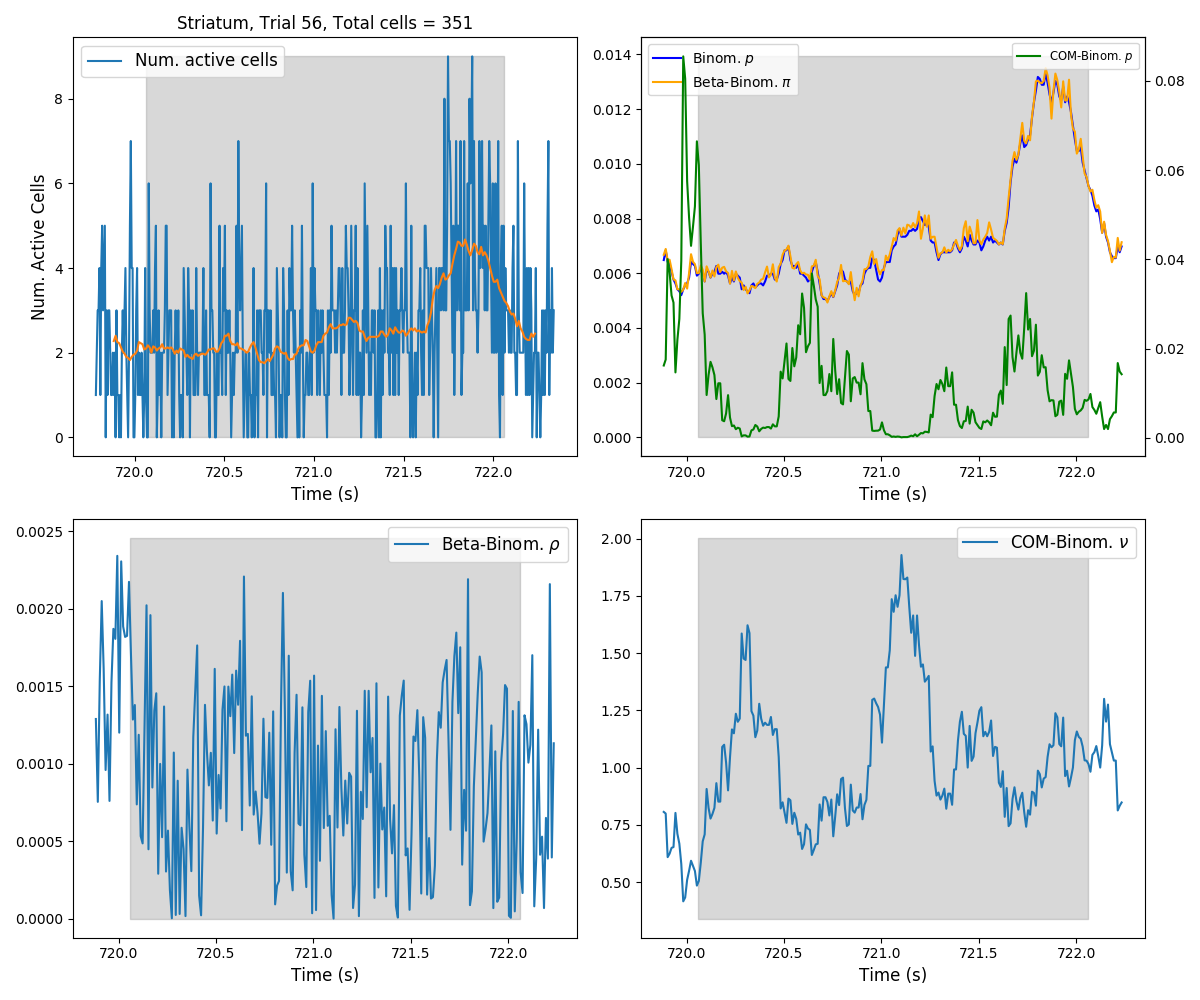 Striatum, Trial 56, Total cells = 351
Num. active cells
Num. Active Cells
8
6
4
2
0
720.0 720.5 721.0 721.5 722.0
Time (s)
Binom. p
Beta-Binom. π
COM-Binom. p
0.014
0.012
0.010
0.008
0.006
0.004
0.002
0.000
0.08
0.06
0.04
0.02
0.00
720.0 720.5 721.0 721.5 722.0
Time (s)
Beta-Binom. ρ
0.0025
0.0020
0.0015
0.0010
0.0005
0.0000
720.0 720.5 721.0 721.5 722.0
Time (s)
COM-Binom. ν
2.00
1.75
1.50
1.25
1.00
0.75
0.50
720.0 720.5 721.0 721.5 722.0
Time (s)